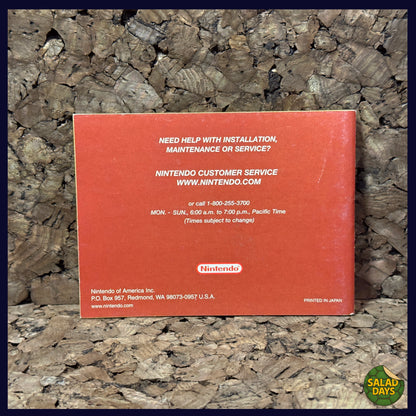 NEED HELP WITH INSTALLATION,
MAINTENANCE OR SERVICE?
NINTENDO CUSTOMER SERVICE
WWW.NINTENDO.COM
or call 1-800-255-3700
MON. - SUN., 6:00 a.m. to 7:00 p.m., Pacific Time
(Times subject to change)
Nintendo
Nintendo of America Inc.
P.O. Box 957, Redmond, WA 98073-0957 U.S.A.
www.nintendo.com
PRINTED IN JAPAN
SALAD
DAYS